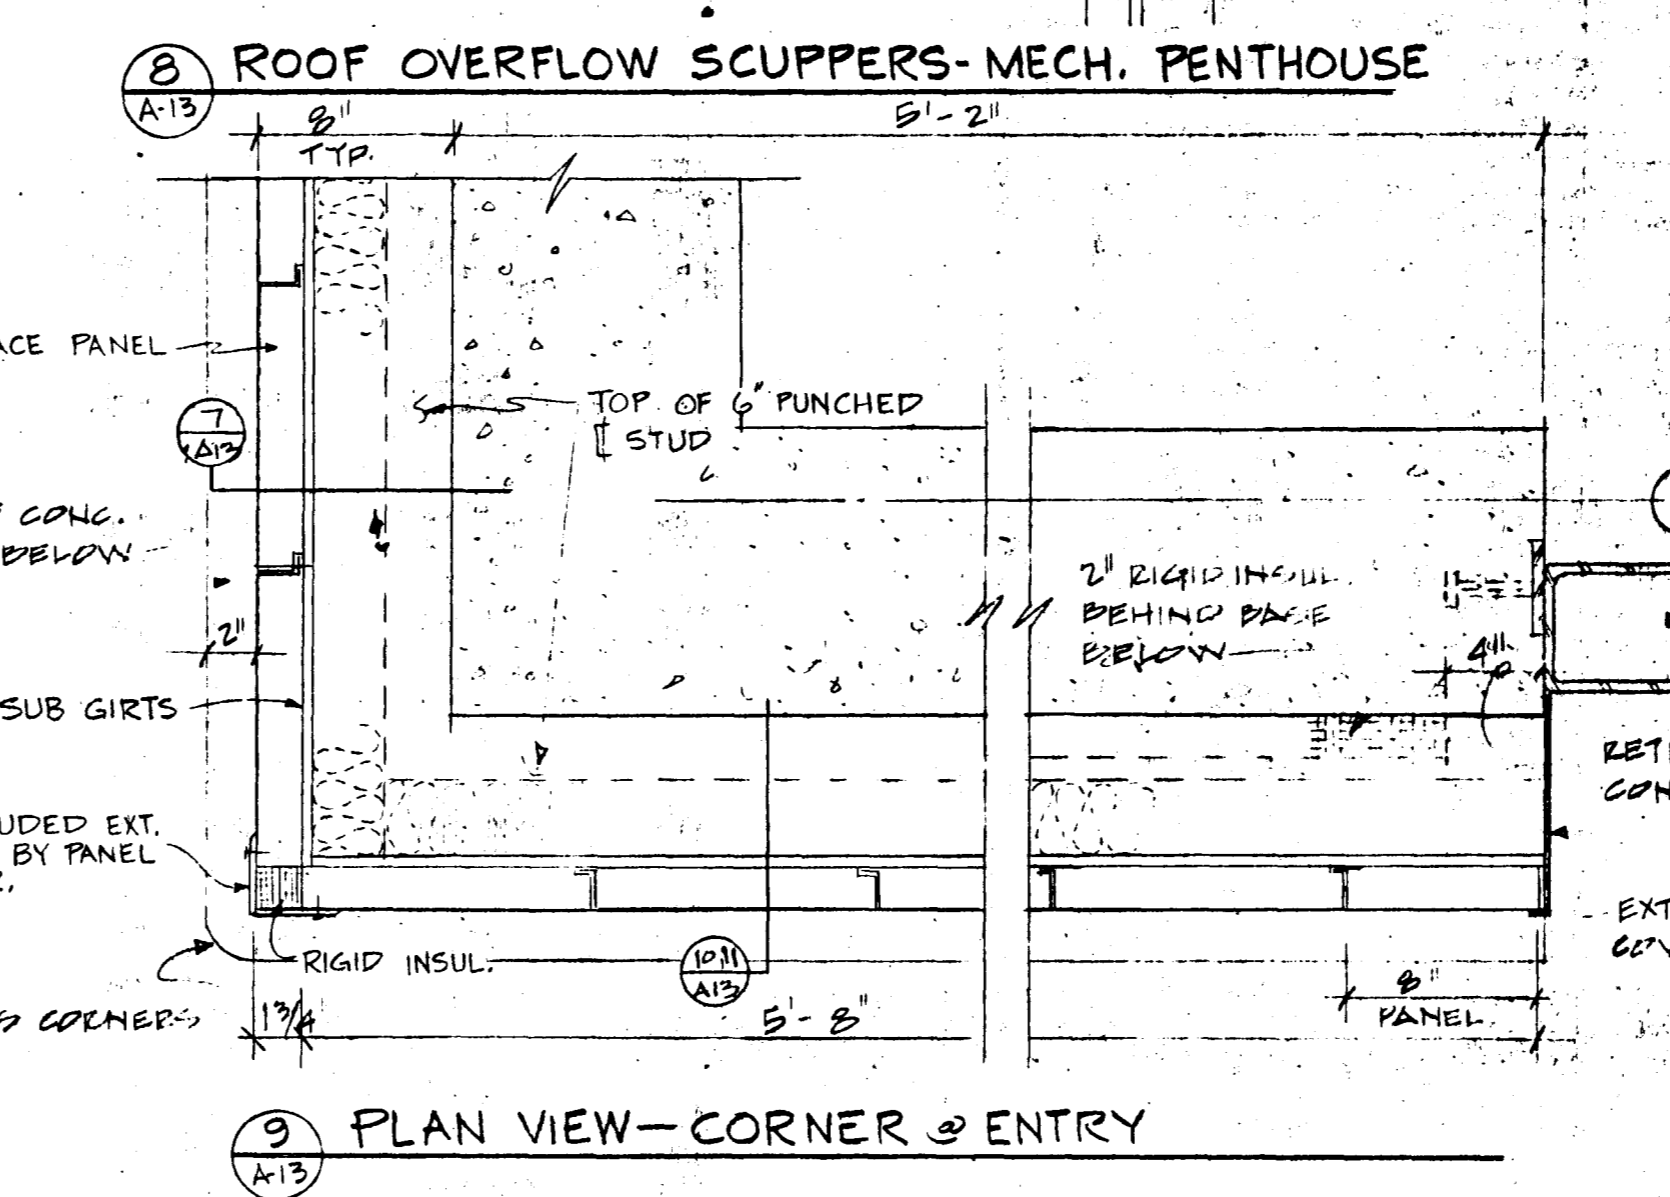 8
A-13
ROOF OVERFLOW SCUPPERS- MECH. PENTHOUSE
8"
TYP.
5'-2"
ACE PANEL
TOP OF 6" PUNCHED
[ STUD
7
A13
CONC.
BELOW
2" RIGID INSUL.
BEHIND BASE
BELOW
4"
2"
SUB GIRTS
UDED EXT.
BY PANEL
RET
CON
EXT
COV
RIGID INSUL.
10,11
A13
8"
PANEL
CORNERS
1 3/4
5'-8"
9
A-13
PLAN VIEW— CORNER @ ENTRY